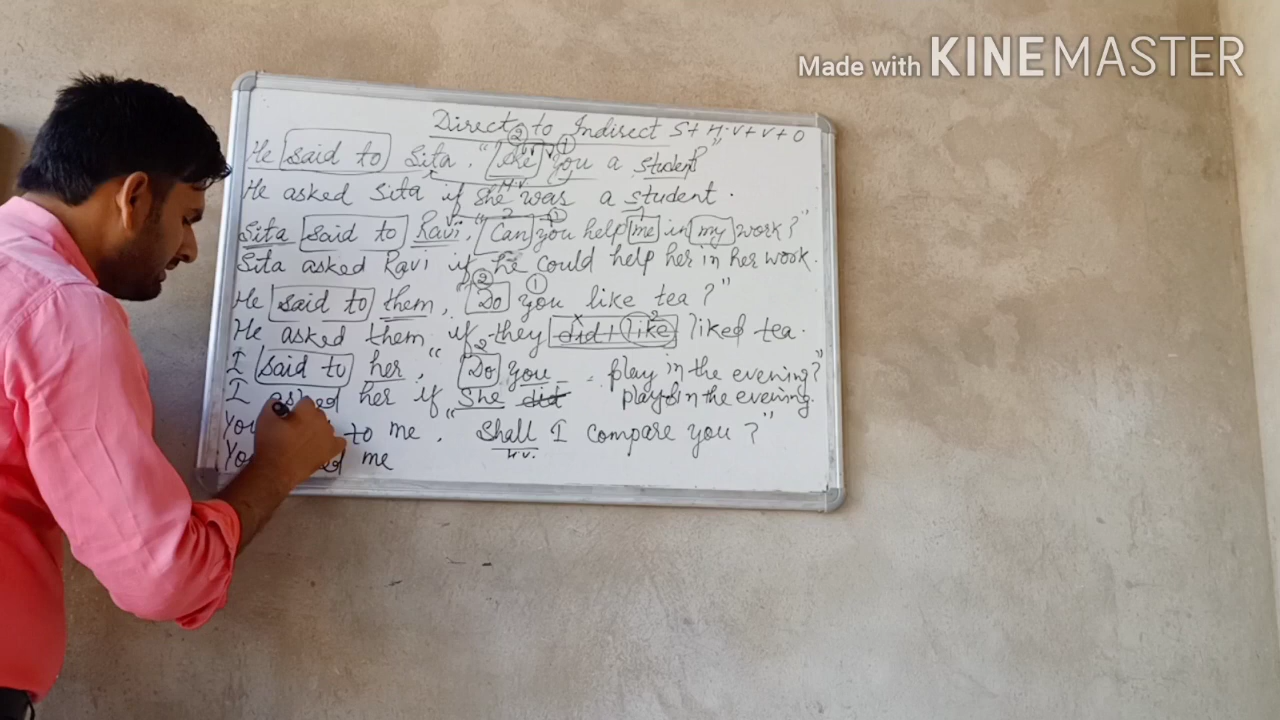 Made with KINEMASTER
Direct to Indirect S+ H.V+V+O
He said to Sita, "Are you a student?"
He asked Sita if she was a student.
Sita said to Ravi, "Can you help me in my work?"
Sita asked Ravi if he could help her in her work.
He said to them, "Do you like tea?"
He asked them if they did like liked tea.
I said to her, "Do you play in the evening?"
I asked her if she did played in the evening.
to me, "Shall I compare you?"
H.V.
me